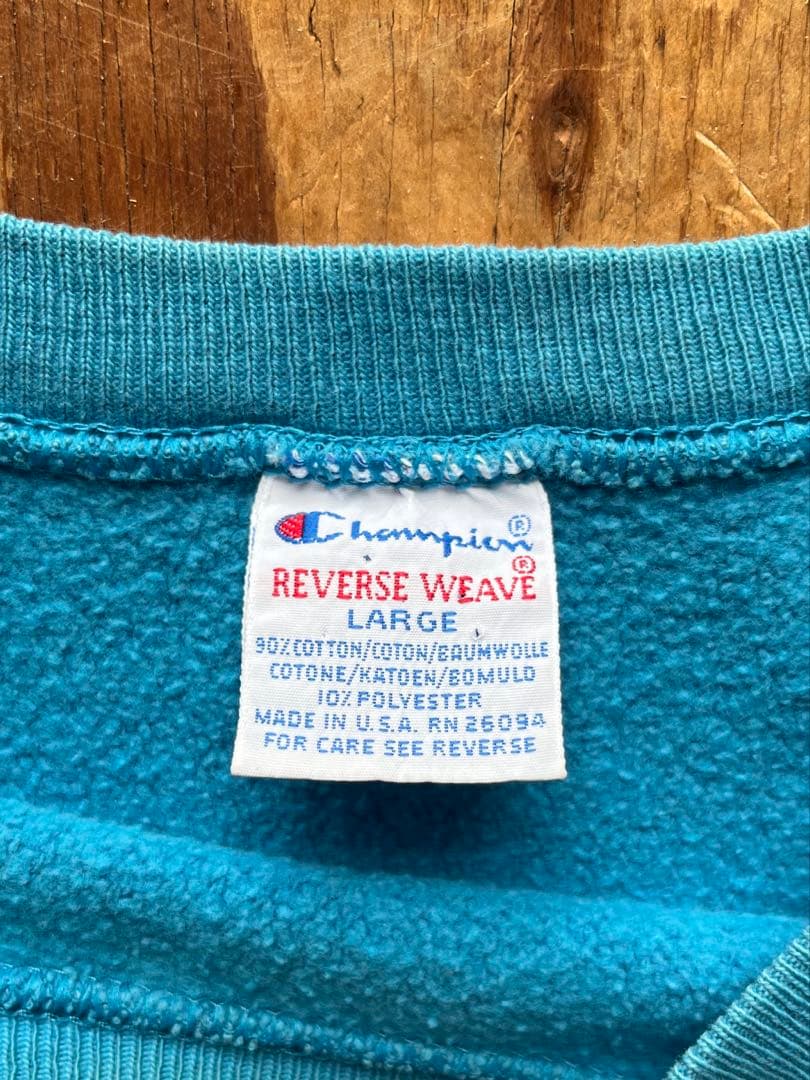 Champion®
REVERSE WEAVE®
LARGE
90% COTTON/COTON/BAUMWOLLE
COTONE/KATOEN/BOMULD
10% POLYESTER
MADE IN U.S.A. RN 26094
FOR CARE SEE REVERSE